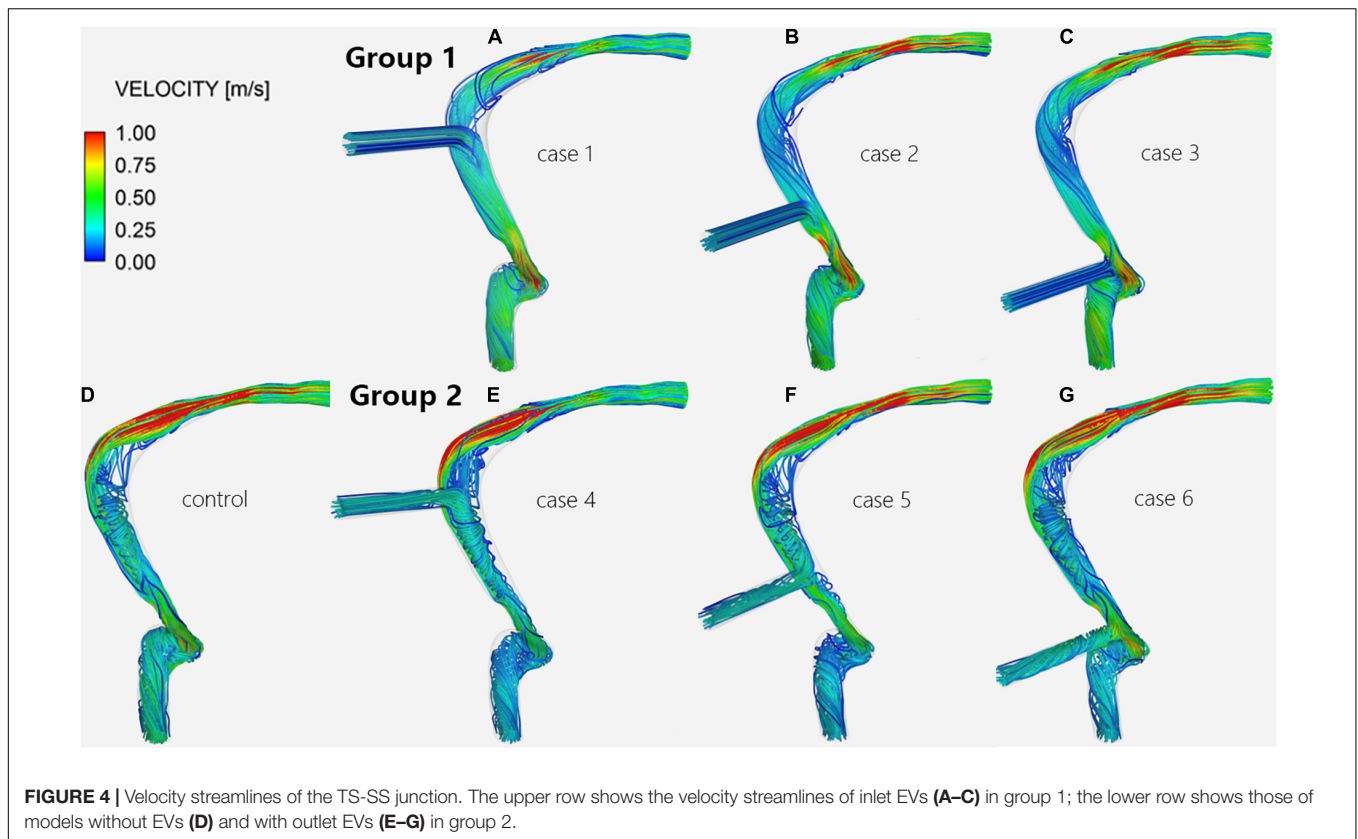 Group 1
A
B
C
VELOCITY [m/s]
1.00
0.75
0.50
0.25
0.00
case 1
case 2
case 3
D
Group 2
E
F
G
control
case 4
case 5
case 6
FIGURE 4 | Velocity streamlines of the TS-SS junction. The upper row shows the velocity streamlines of inlet EVs (A–C) in group 1; the lower row shows those of
models without EVs (D) and with outlet EVs (E–G) in group 2.